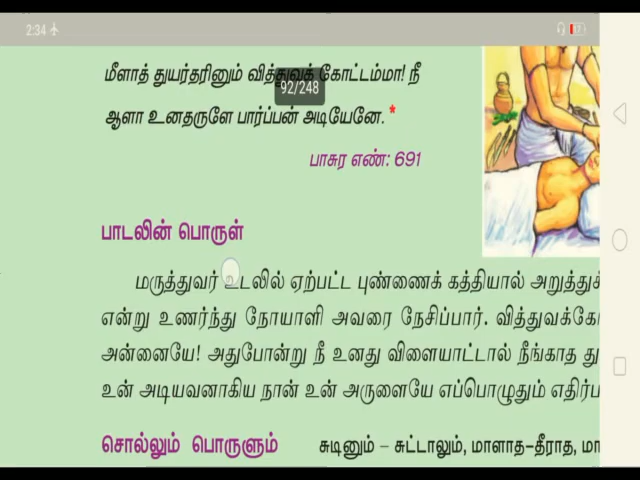 2:34
17
மீளாத் துயர்தரினும் வித்துவக் கோட்டம்மா! நீ
92/248
ஆளா உனதருளே பார்ப்பன் அடியேனே. *
பாசுர எண்: 691
பாடலின் பொருள்
மருத்துவர் உடலில் ஏற்பட்ட புண்ணைக் கத்தியால் அறுத்துச்
என்று உணர்ந்து நோயாளி அவரை நேசிப்பார். வித்துவக்கோ
அன்னையே! அதுபோன்று நீ உனது விளையாட்டால் நீங்காத து
உன் அடியவனாகிய நான் உன் அருளையே எப்பொழுதும் எதிர்ப
சொல்லும் பொருளும் சுடினும் – சுட்டாலும், மாளாத–தீராத, மா